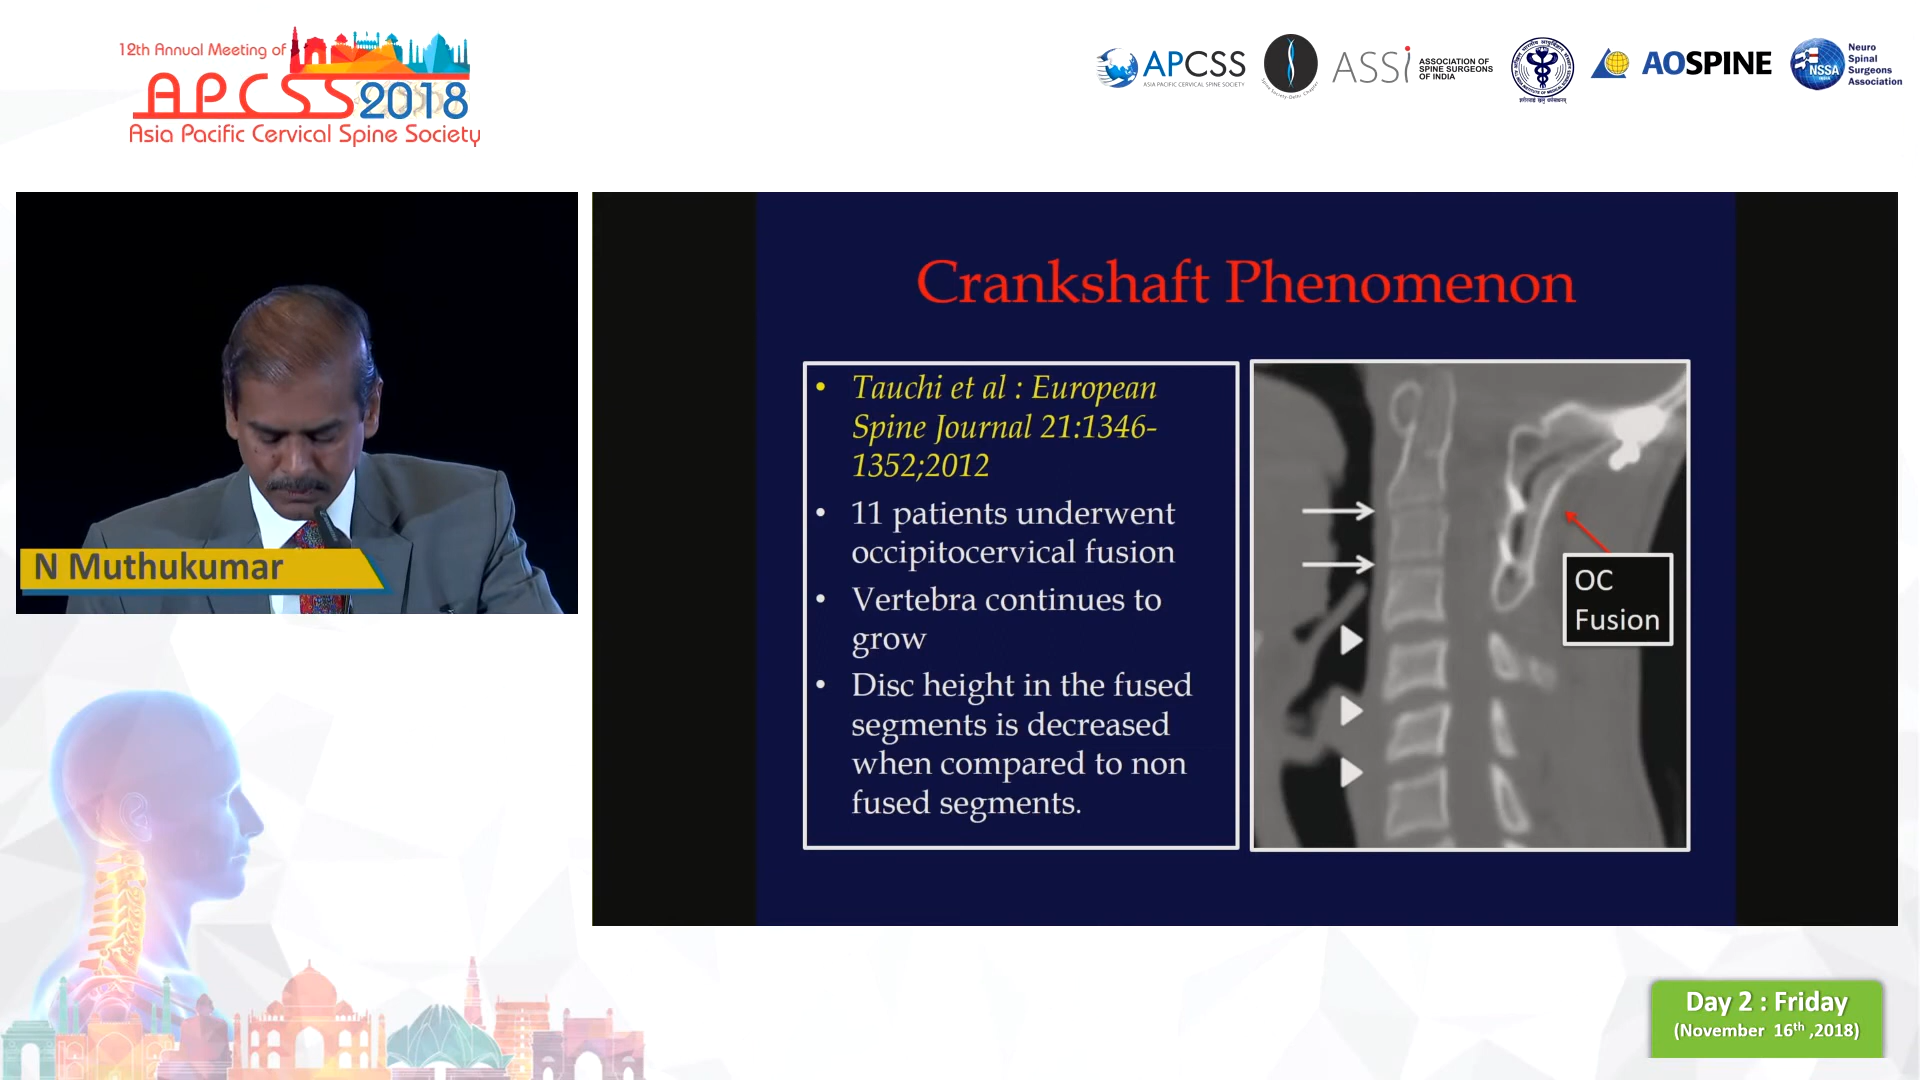 12th Annual Meeting of
APCSS 2018
Asia Pacific Cervical Spine Society
APCSS
ASIA PACIFIC CERVICAL SPINE SOCIETY
ASSi
ASSOCIATION OF
SPINE SURGEONS
OF INDIA
AOSPINE
NSSA
Neuro
Spinal
Surgeons
Association
N Muthukumar
Crankshaft Phenomenon
• Tauchi et al : European
Spine Journal 21:1346-
1352;2012
• 11 patients underwent
occipitocervical fusion
• Vertebra continues to
grow
• Disc height in the fused
segments is decreased
when compared to non
fused segments.
OC
Fusion
Day 2 : Friday
(November 16th ,2018)